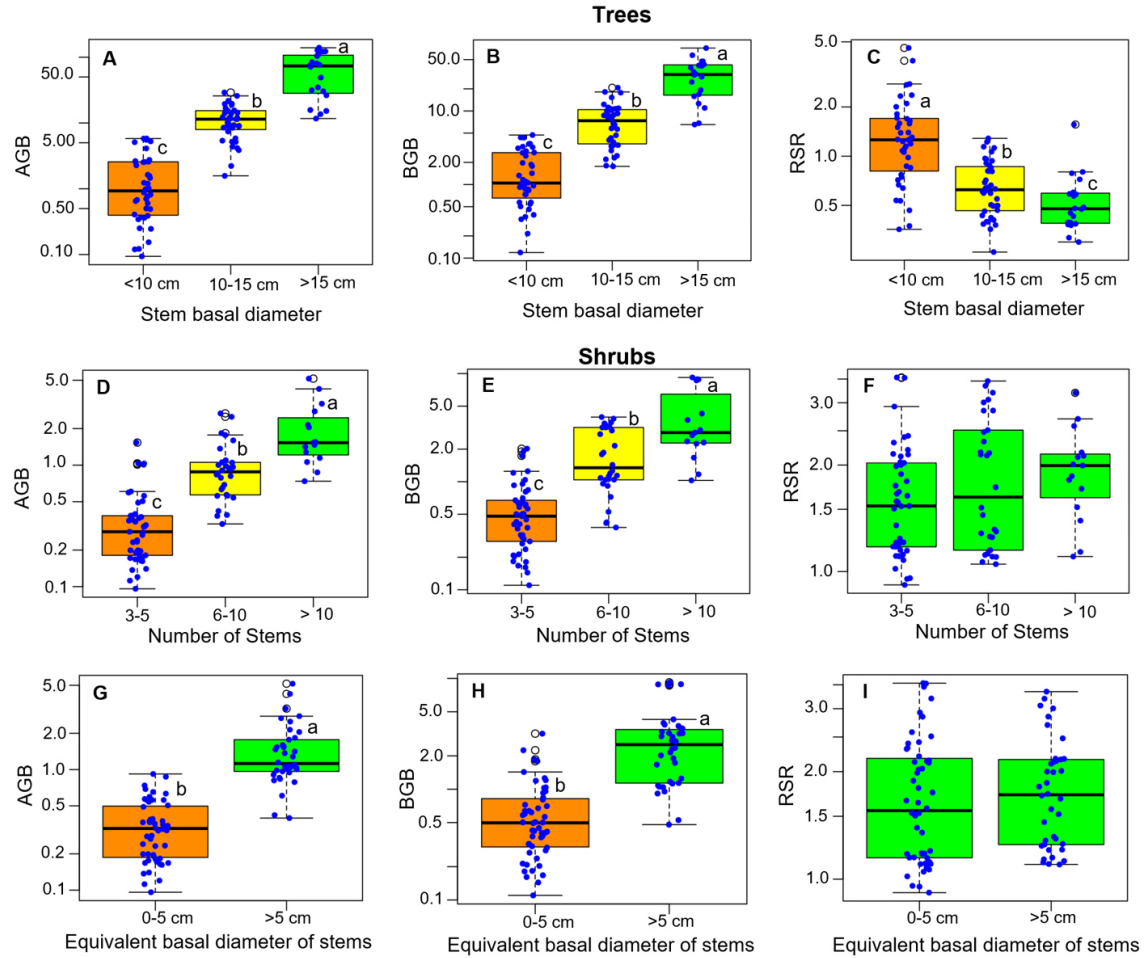 Trees
A
AGB
50.0
5.00
0.50
0.10
a
b
c
<10 cm 10-15 cm >15 cm
Stem basal diameter
B
BGB
50.0
10.0
2.00
0.50
0.10
a
b
c
<10 cm 10-15 cm >15 cm
Stem basal diameter
C
RSR
5.0
2.0
1.0
0.5
a
b
c
<10 cm 10-15 cm >15 cm
Stem basal diameter
Shrubs
D
AGB
5.0
2.0
1.0
0.5
0.2
0.1
a
b
c
3-5 6-10 > 10
Number of Stems
E
BGB
5.0
2.0
0.5
0.1
a
b
c
3-5 6-10 > 10
Number of Stems
F
RSR
3.0
2.0
1.5
1.0
3-5 6-10 > 10
Number of Stems
G
AGB
5.0
2.0
1.0
0.5
0.2
0.1
a
b
0-5 cm >5 cm
Equivalent basal diameter of stems
H
BGB
5.0
2.0
0.5
0.1
a
b
0-5 cm >5 cm
Equivalent basal diameter of stems
I
RSR
3.0
2.0
1.5
1.0
0-5 cm >5 cm
Equivalent basal diameter of stems